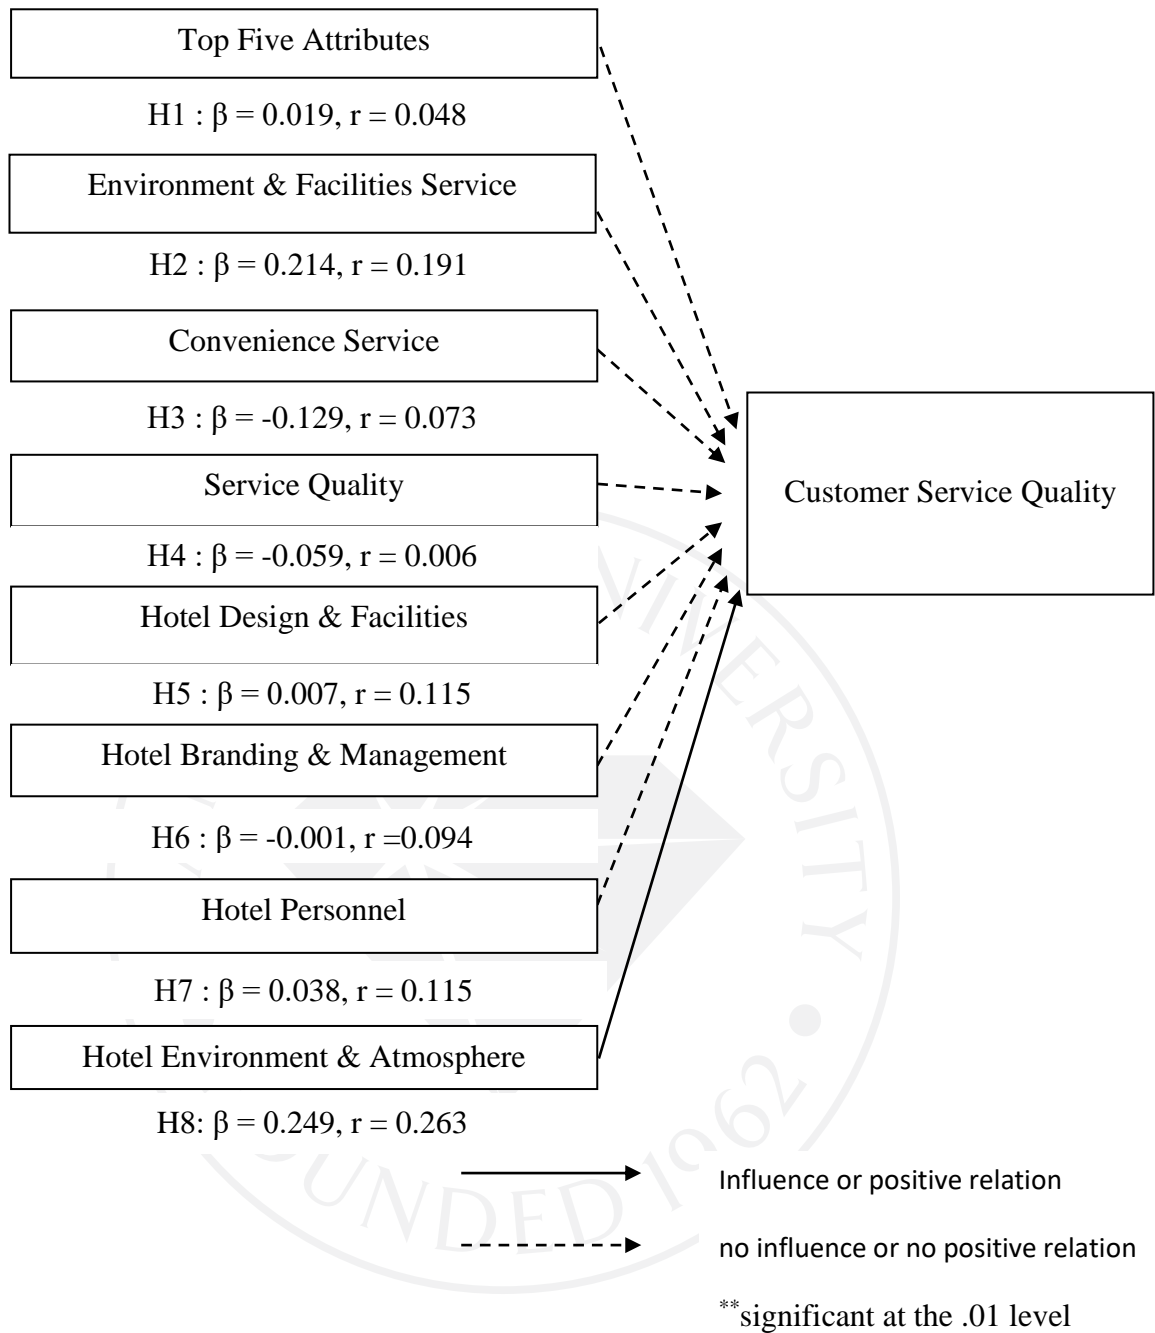 Top Five Attributes
H1 : β = 0.019, r = 0.048
Environment & Facilities Service
H2 : β = 0.214, r = 0.191
Convenience Service
H3 : β = -0.129, r = 0.073
Service Quality
H4 : β = -0.059, r = 0.006
Hotel Design & Facilities
H5 : β = 0.007, r = 0.115
Hotel Branding & Management
H6 : β = -0.001, r =0.094
Hotel Personnel
H7 : β = 0.038, r = 0.115
Hotel Environment & Atmosphere
H8: β = 0.249, r = 0.263
Customer Service Quality
Influence or positive relation
no influence or no positive relation
**significant at the .01 level
1962